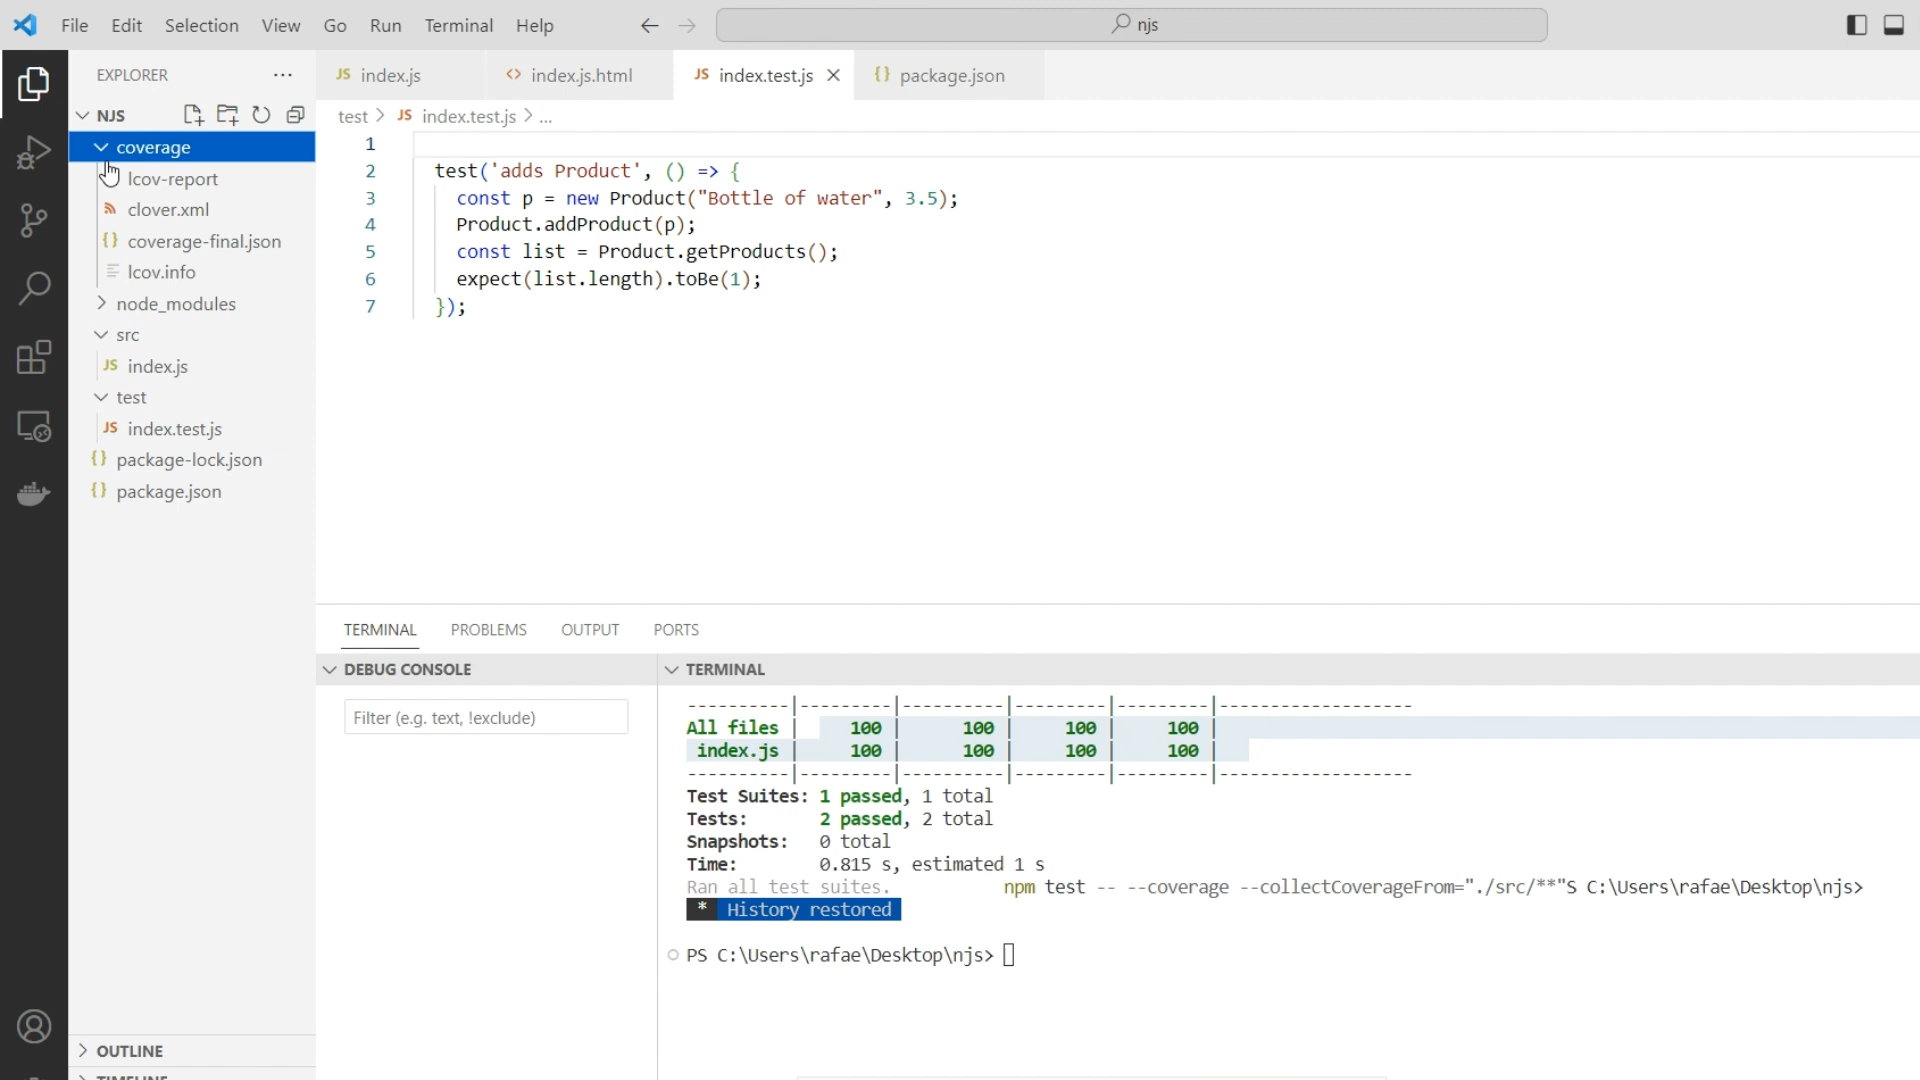 File Edit Selection View Go Run Terminal Help
njs
EXPLORER
NJS
coverage
lcov-report
clover.xml
coverage-final.json
lcov.info
node_modules
src
JS index.js
test
JS index.test.js
{} package-lock.json
{} package.json
OUTLINE
TIMELINE
JS index.js
<> index.js.html
JS index.test.js
{} package.json
test > JS index.test.js > ...
1
2 test('adds Product', () => {
3 const p = new Product("Bottle of water", 3.5);
4 Product.addProduct(p);
5 const list = Product.getProducts();
6 expect(list.length).toBe(1);
7 });
TERMINAL PROBLEMS OUTPUT PORTS
DEBUG CONSOLE
Filter (e.g. text, !exclude)
TERMINAL
----------|---------|----------|---------|---------|-------------------
All files | 100 | 100 | 100 | 100 |
index.js | 100 | 100 | 100 | 100 |
----------|---------|----------|---------|---------|-------------------
Test Suites: 1 passed, 1 total
Tests: 2 passed, 2 total
Snapshots: 0 total
Time: 0.815 s, estimated 1 s
Ran all test suites. npm test -- --coverage --collectCoverageFrom="./src/**"S C:\Users\rafae\Desktop\njs>
* History restored
PS C:\Users\rafae\Desktop\njs>